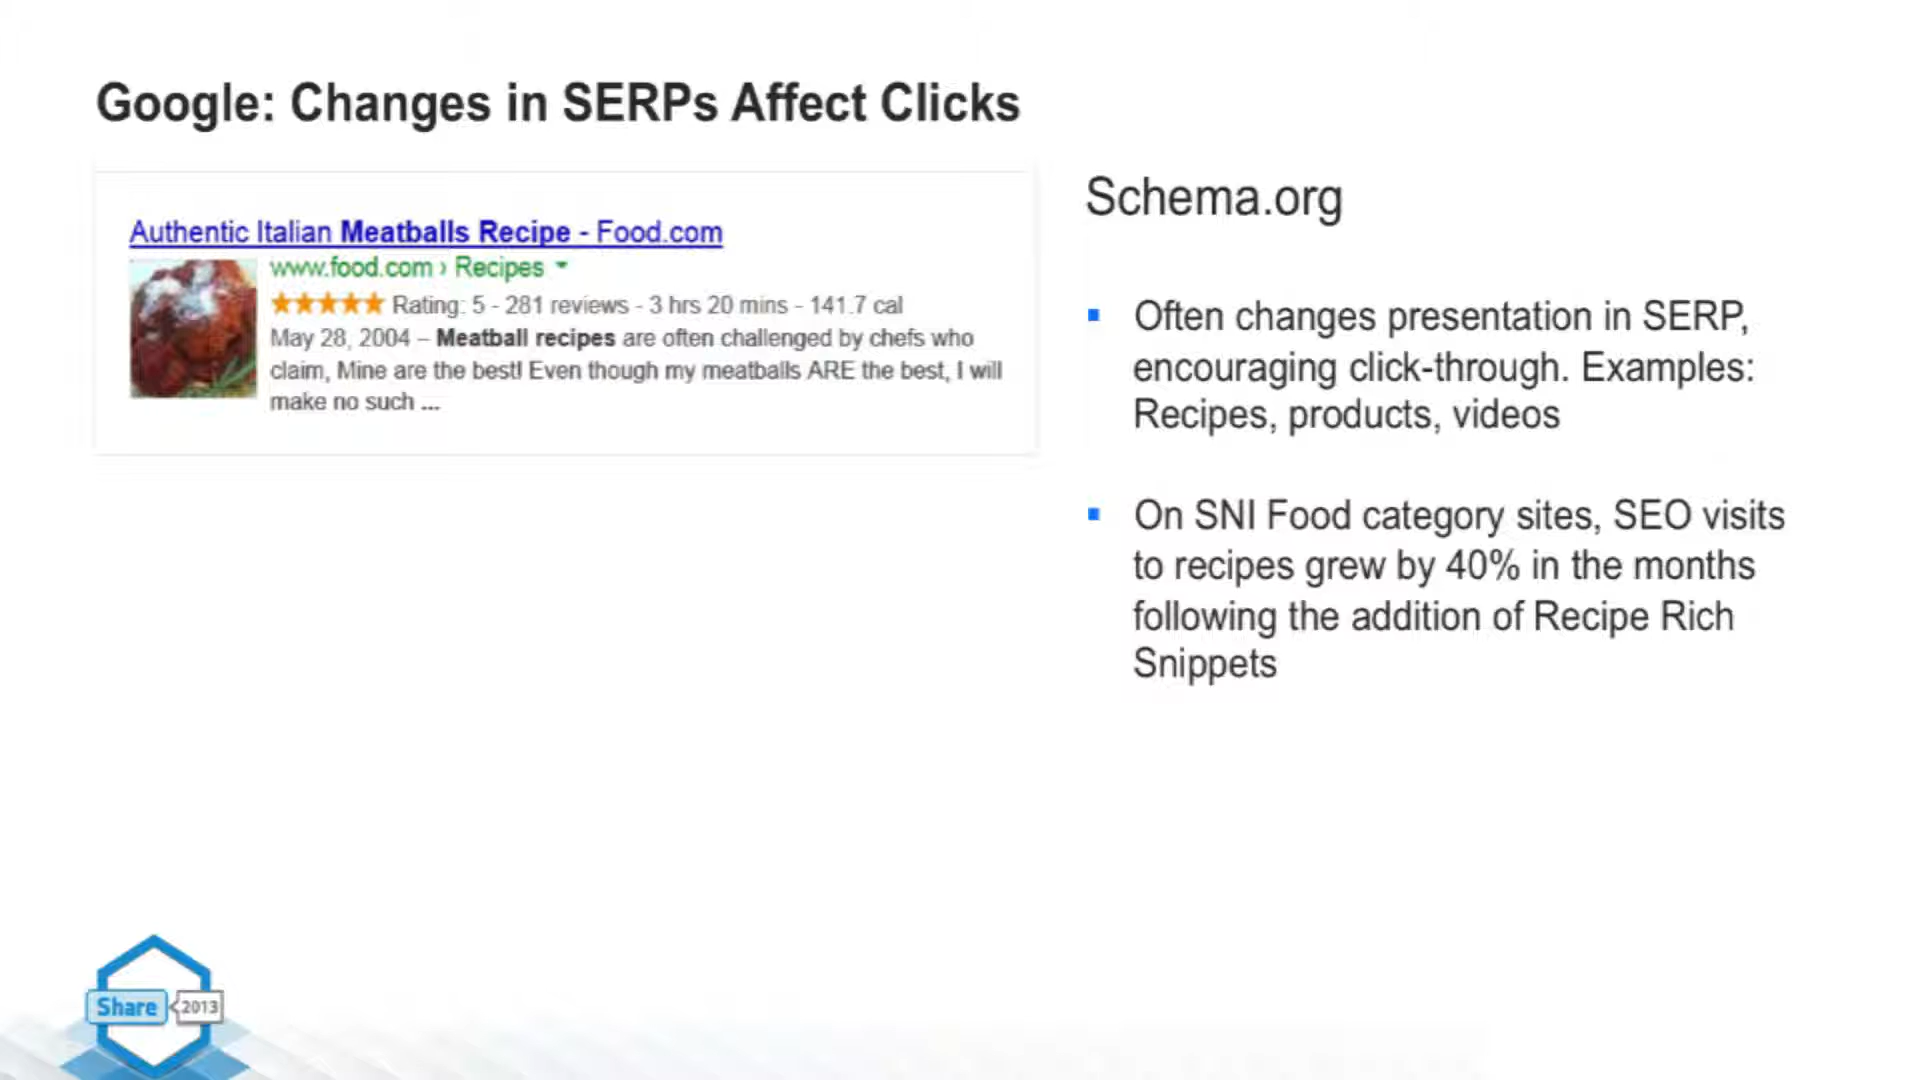 Google: Changes in SERPs Affect Clicks
Authentic Italian Meatballs Recipe - Food.com
www.food.com › Recipes
Rating: 5 - 281 reviews - 3 hrs 20 mins - 141.7 cal
May 28, 2004 – Meatball recipes are often challenged by chefs who
claim, Mine are the best! Even though my meatballs ARE the best, I will
make no such ...
Schema.org
Often changes presentation in SERP,
encouraging click-through. Examples:
Recipes, products, videos
On SNI Food category sites, SEO visits
to recipes grew by 40% in the months
following the addition of Recipe Rich
Snippets
Share 2013